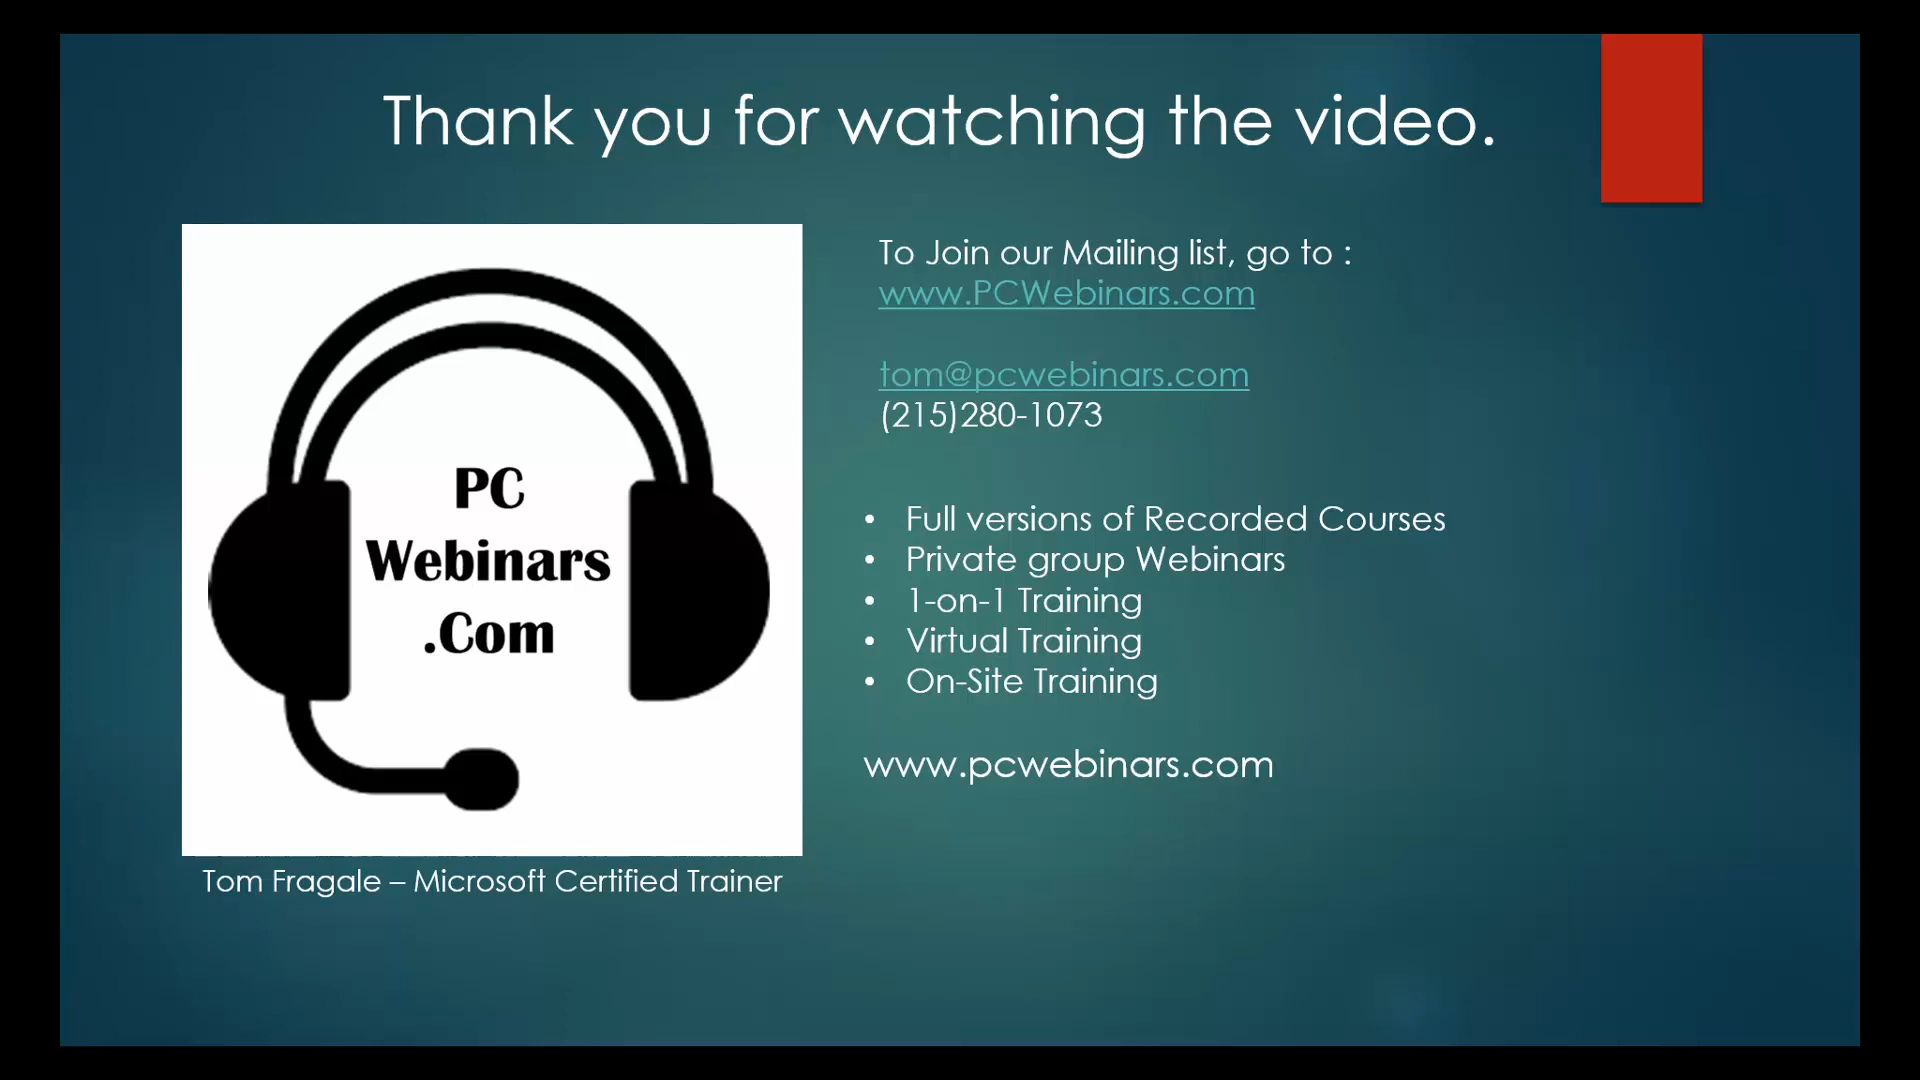 Thank you for watching the video.
PC
Webinars
.Com
Tom Fragale – Microsoft Certified Trainer
To Join our Mailing list, go to :
www.PCWebinars.com
tom@pcwebinars.com
(215)280-1073
• Full versions of Recorded Courses
• Private group Webinars
• 1-on-1 Training
• Virtual Training
• On-Site Training
www.pcwebinars.com